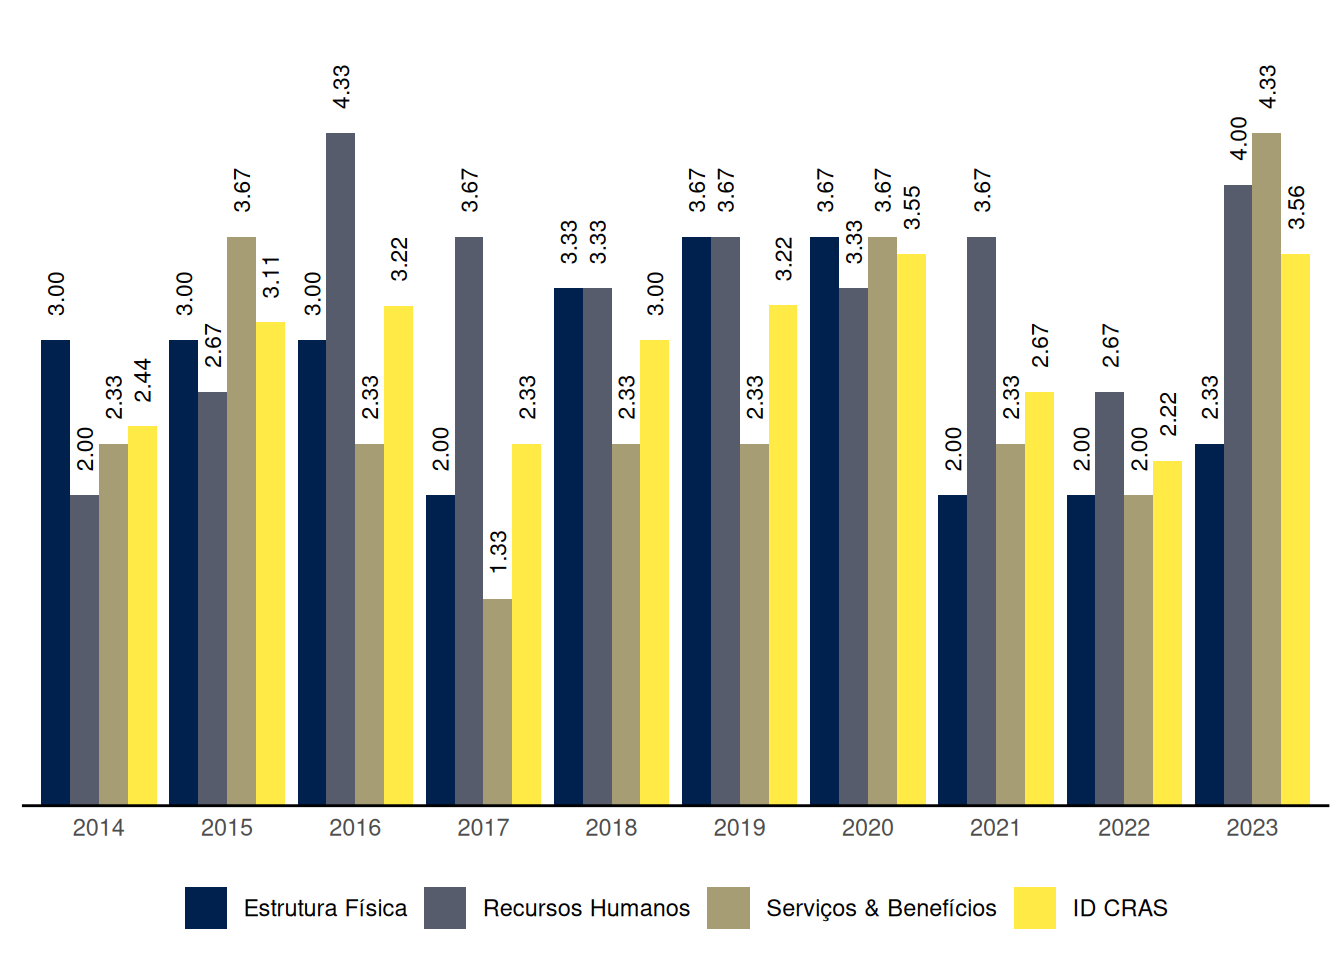 3.00 2.00 2.33 2.44
3.00 2.67 3.67 3.11
3.00 4.33 2.33 3.22
2.00 3.67 1.33 2.33
3.33 3.33 2.33 3.00
3.67 3.67 2.33 3.22
3.67 3.33 3.67 3.55
2.00 3.67 2.33 2.67
2.00 2.67 2.00 2.22
2.33 4.00 4.33 3.56
2014 2015 2016 2017 2018 2019 2020 2021 2022 2023
Estrutura Física Recursos Humanos Serviços & Benefícios ID CRAS